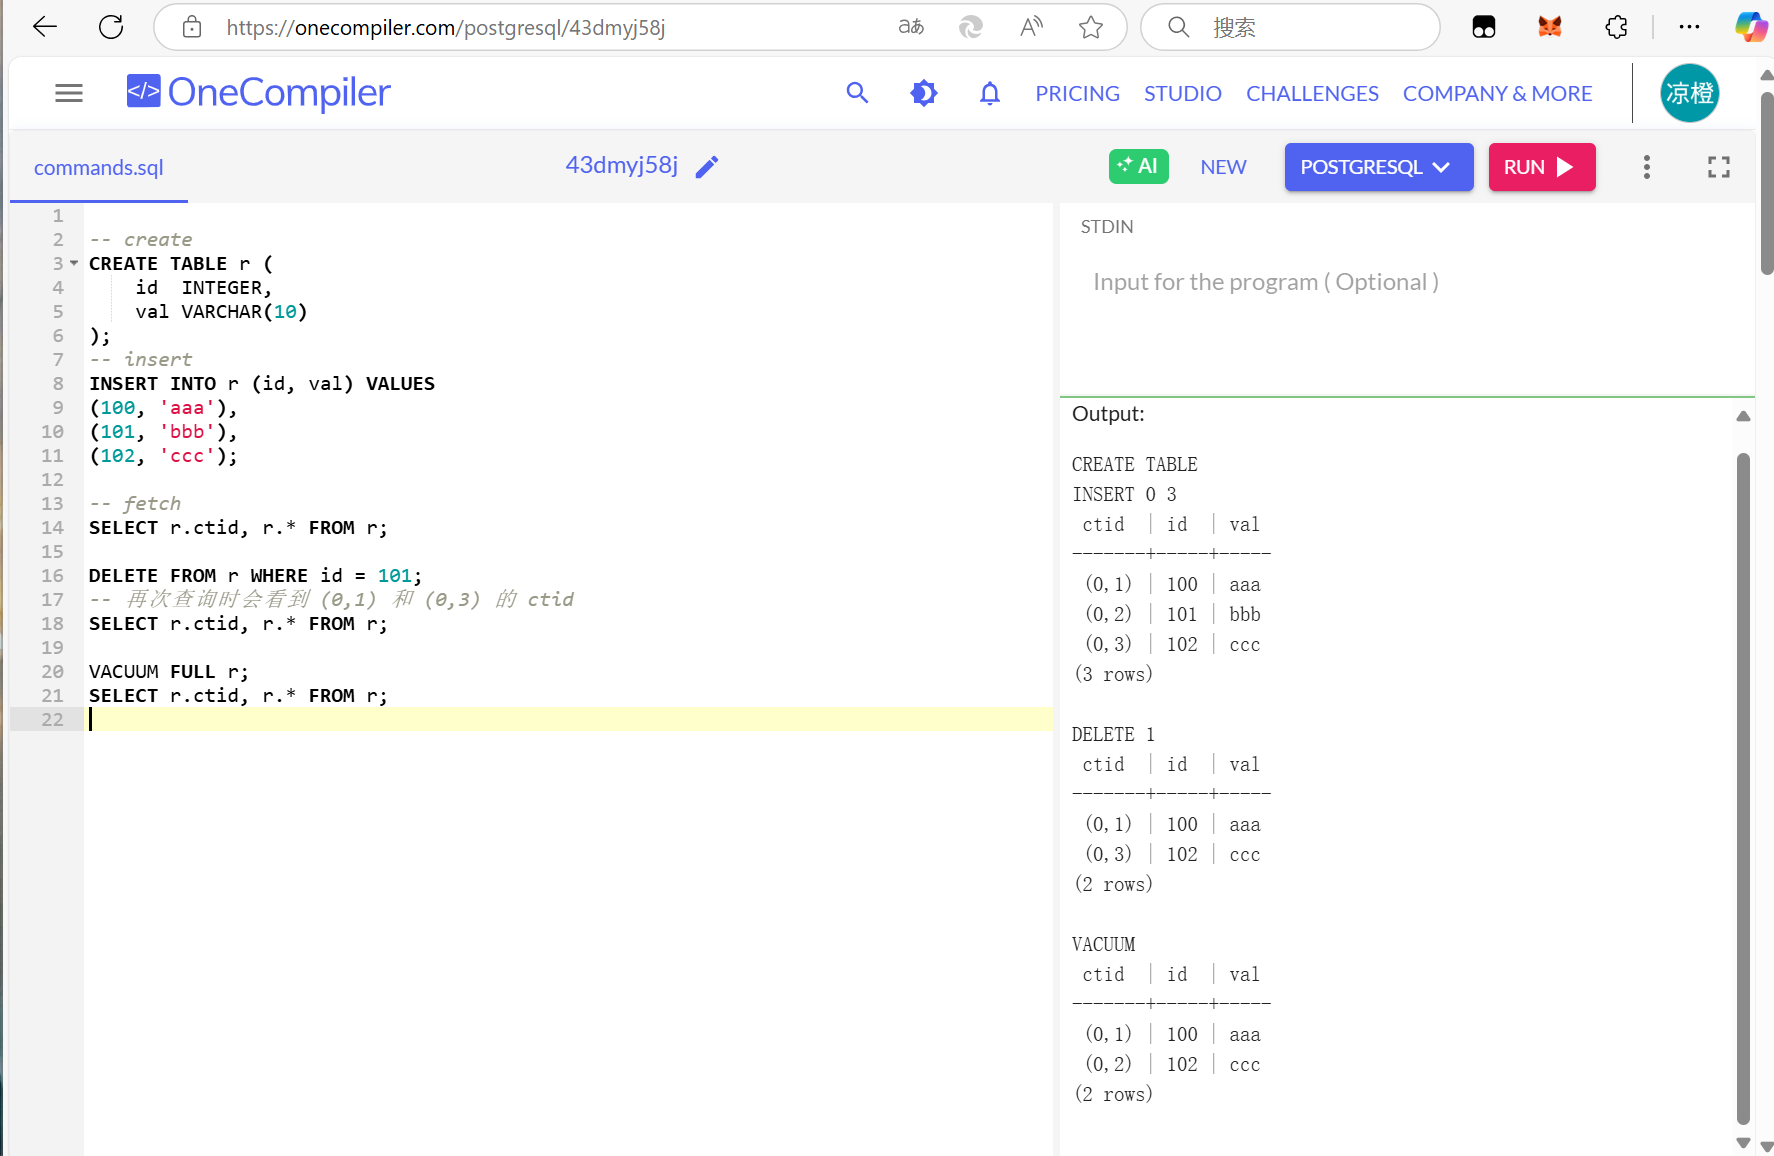 https://onecompiler.com/postgresql/43dmyj58j
aあ
A
搜索
</> OneCompiler
PRICING STUDIO CHALLENGES COMPANY & MORE
凉橙
commands.sql
43dmyj58j
AI
NEW
POSTGRESQL
RUN
1
2 -- create
3 CREATE TABLE r (
4     id  INTEGER,
5     val VARCHAR(10)
6 );
7 -- insert
8 INSERT INTO r (id, val) VALUES
9 (100, 'aaa'),
10 (101, 'bbb'),
11 (102, 'ccc');
12
13 -- fetch
14 SELECT r.ctid, r.* FROM r;
15
16 DELETE FROM r WHERE id = 101;
17 -- 再次查询时会看到 (0,1) 和 (0,3) 的 ctid
18 SELECT r.ctid, r.* FROM r;
19
20 VACUUM FULL r;
21 SELECT r.ctid, r.* FROM r;
22
STDIN
Input for the program ( Optional )
Output:
CREATE TABLE
INSERT 0 3
 ctid  | id  | val
-------+-----+-----
 (0,1) | 100 | aaa
 (0,2) | 101 | bbb
 (0,3) | 102 | ccc
(3 rows)
DELETE 1
 ctid  | id  | val
-------+-----+-----
 (0,1) | 100 | aaa
 (0,3) | 102 | ccc
(2 rows)
VACUUM
 ctid  | id  | val
-------+-----+-----
 (0,1) | 100 | aaa
 (0,2) | 102 | ccc
(2 rows)